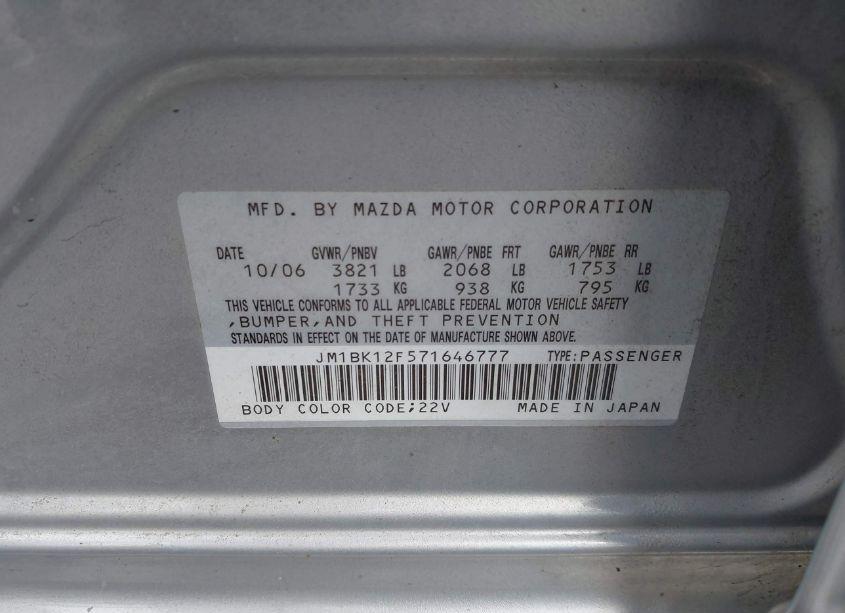 MFD. BY MAZDA MOTOR CORPORATION
DATE GVWR/PNBV GAWR/PNBE FRT GAWR/PNBE RR
10/06 3821 LB 2068 LB 1753 LB
1733 KG 938 KG 795 KG
THIS VEHICLE CONFORMS TO ALL APPLICABLE FEDERAL MOTOR VEHICLE SAFETY
,BUMPER,AND THEFT PREVENTION
STANDARDS IN EFFECT ON THE DATE OF MANUFACTURE SHOWN ABOVE.
JM1BK12F571646777 TYPE:PASSENGER
BODY COLOR CODE;22V MADE IN JAPAN